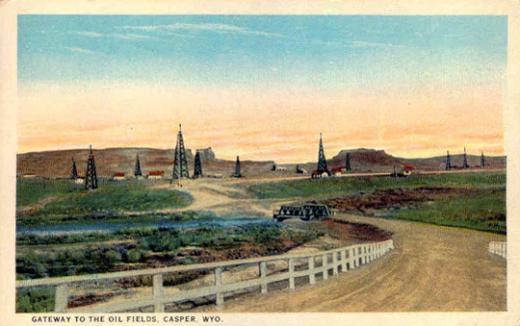 GATEWAY TO THE OIL FIELDS, CASPER, WYO.